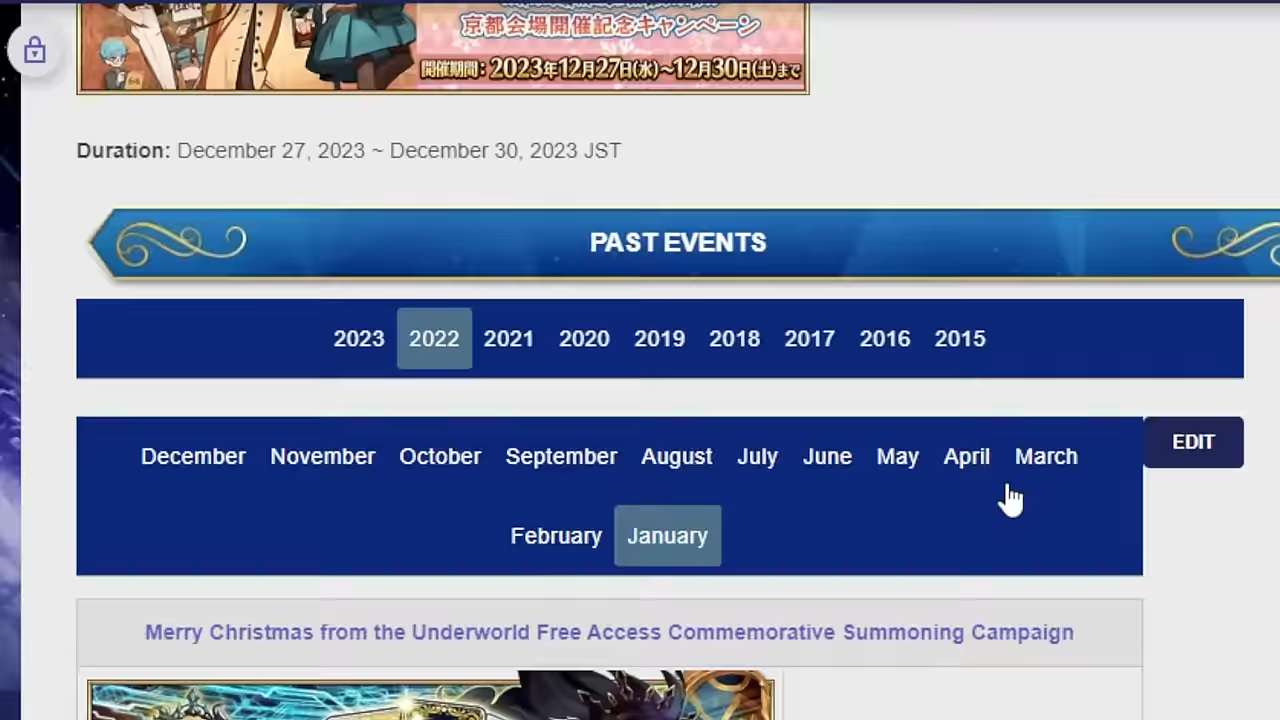 京都会場開催記念キャンペーン
開催期間:2023年12月27日(水)~12月30日(土)まで
Duration: December 27, 2023 ~ December 30, 2023 JST
PAST EVENTS
2023 2022 2021 2020 2019 2018 2017 2016 2015
December November October September August July June May April March
EDIT
February January
Merry Christmas from the Underworld Free Access Commemorative Summoning Campaign